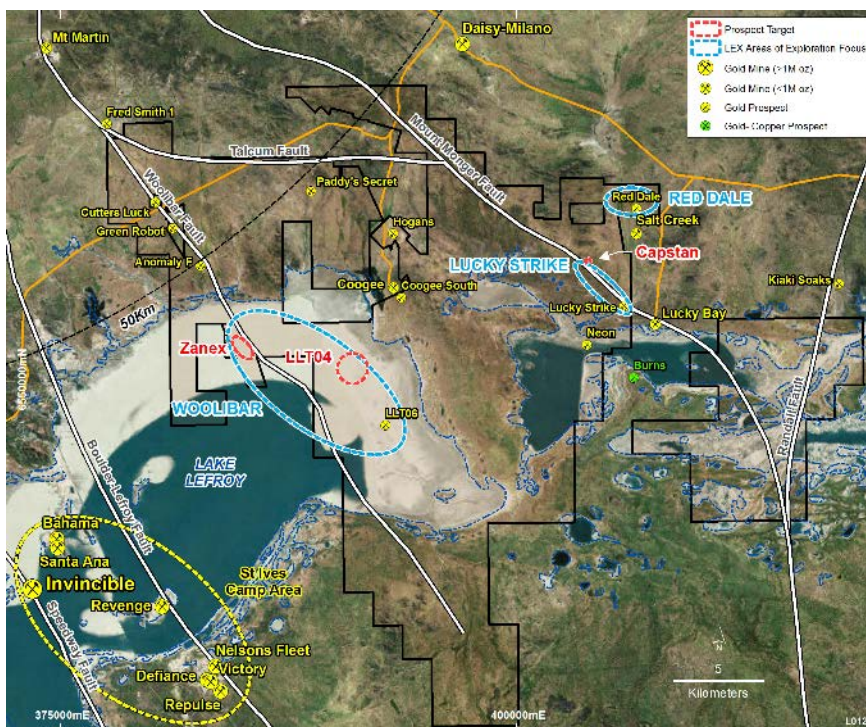 Mt Martin
Daisy-Milano
Prospect Target
LEX Areas of Exploration Focus
Gold Mine (>1M oz)
Gold Mine (<1M oz)
Gold Prospect
Gold- Copper Prospect
Fred Smith 1
Talcum Fault
Mount Monger Fault
Paddy's Secret
Woolibar Fault
Cutters Luck
Green Robot
Anomaly F
Hogans
Red Dale
RED DALE
Salt Creek
Capstan
LUCKY STRIKE
Coogee
Coogee South
Kiaki Soaks
Lucky Strike
Lucky Bay
50Km
Neon
Zanex
LLT04
Burns
6550000mN
WOOLIBAR
LLT06
Randall Fault
LAKE
LEFROY
Boulder-Lefroy Fault
Bahama
Santa Ana
Invincible
Revenge
St Ives
Camp Area
Speedway Fault
Nelsons Fleet
Victory
Defiance
Repulse
N
5
Kilometers
375000mE
400000mE